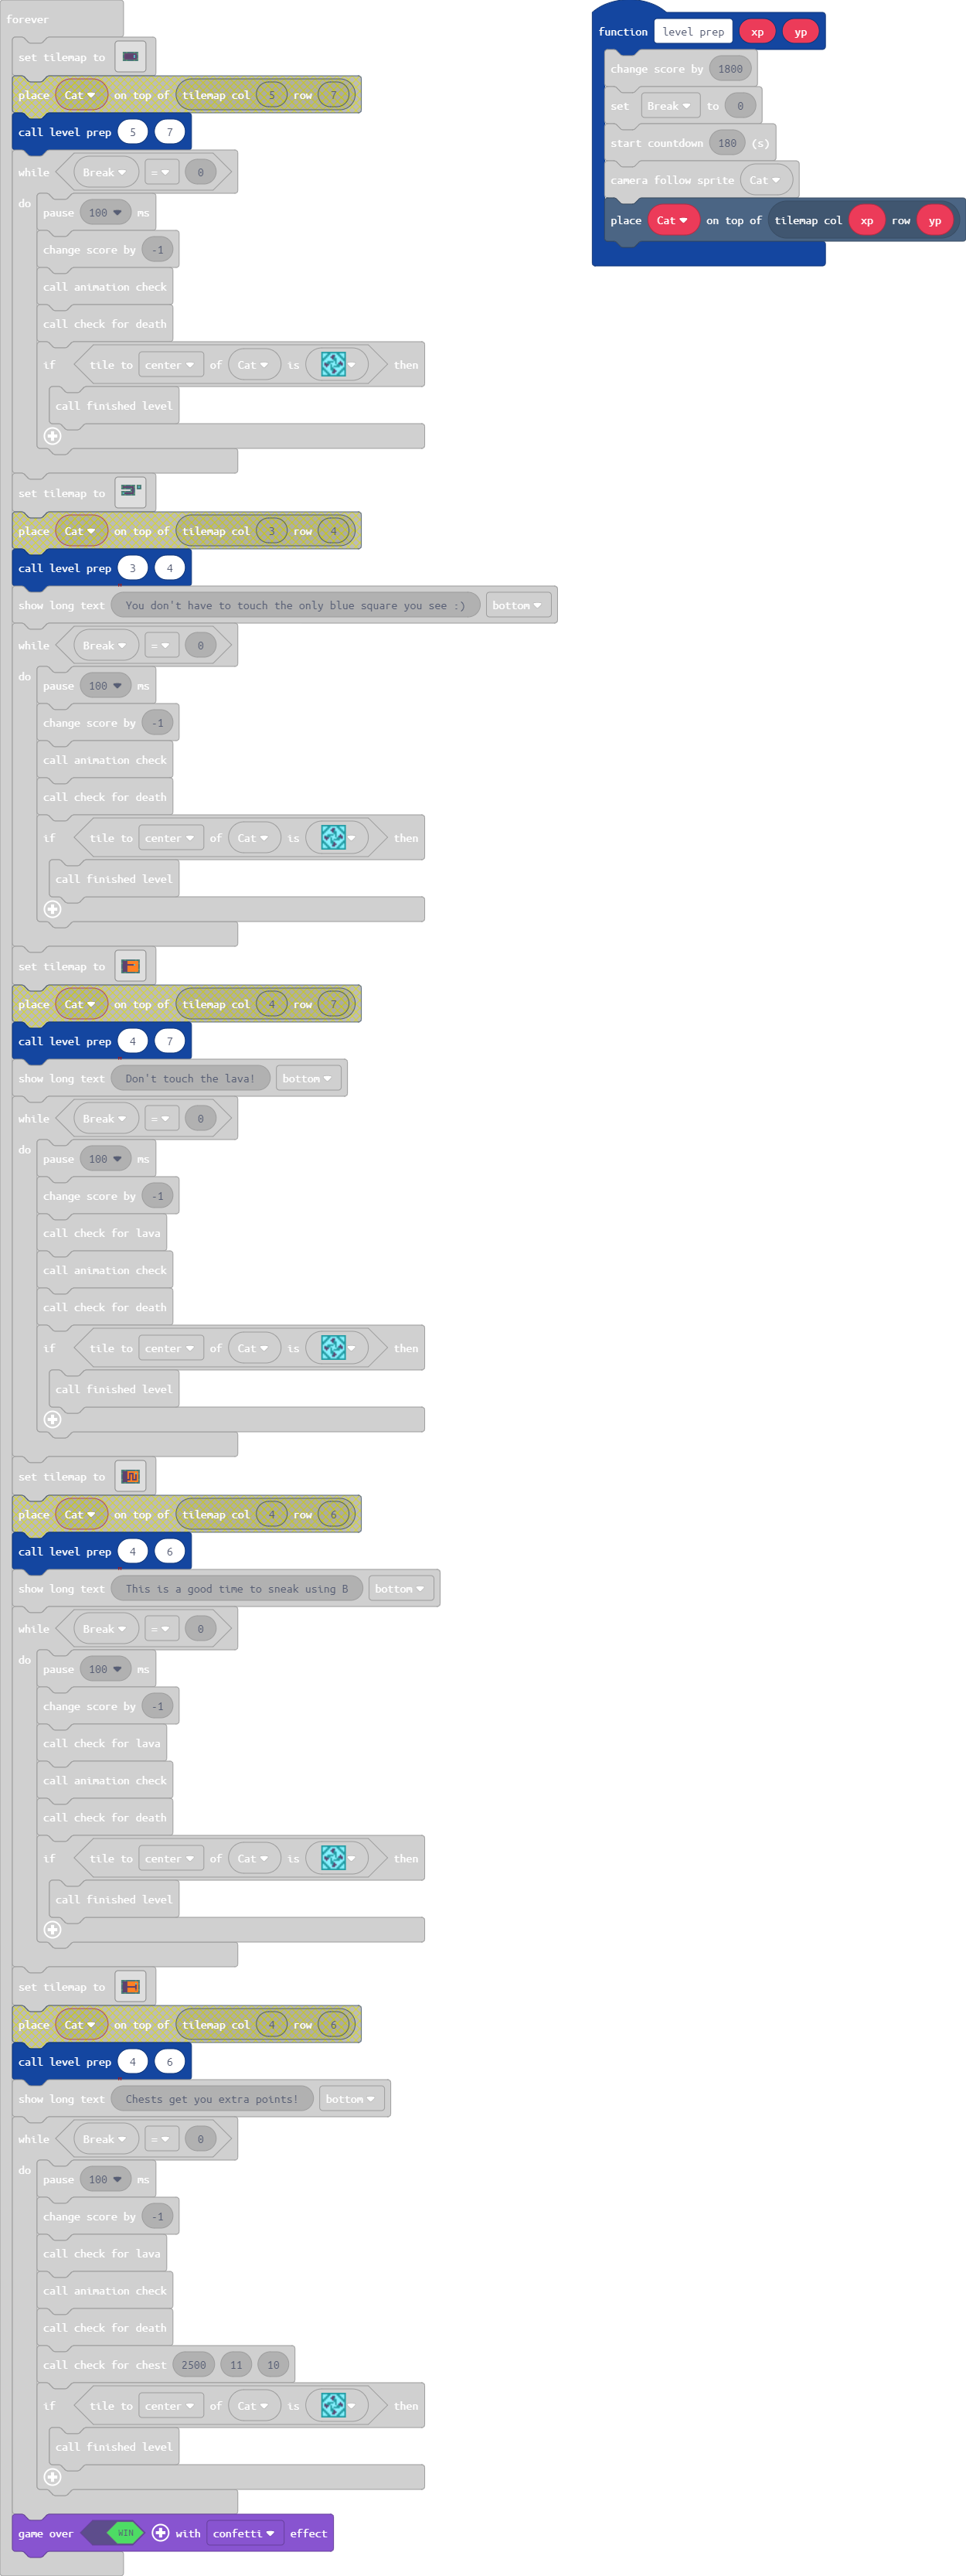 forever
set tilemap to
place Cat on top of tilemap col 5 row 7
call level prep 5 7
while Break = 0
do
pause 100 ms
change score by -1
call animation check
call check for death
if tile to center of Cat is then
call finished level
set tilemap to
place Cat on top of tilemap col 3 row 4
call level prep 3 4
show long text You don't have to touch the only blue square you see :) bottom
while Break = 0
do
pause 100 ms
change score by -1
call animation check
call check for death
if tile to center of Cat is then
call finished level
set tilemap to
place Cat on top of tilemap col 4 row 7
call level prep 4 7
show long text Don't touch the lava! bottom
while Break = 0
do
pause 100 ms
change score by -1
call check for lava
call animation check
call check for death
if tile to center of Cat is then
call finished level
set tilemap to
place Cat on top of tilemap col 4 row 6
call level prep 4 6
show long text This is a good time to sneak using B bottom
while Break = 0
do
pause 100 ms
change score by -1
call check for lava
call animation check
call check for death
if tile to center of Cat is then
call finished level
set tilemap to
place Cat on top of tilemap col 4 row 6
call level prep 4 6
show long text Chests get you extra points! bottom
while Break = 0
do
pause 100 ms
change score by -1
call check for lava
call animation check
call check for death
call check for chest 2500 11 10
if tile to center of Cat is then
call finished level
game over WIN with confetti effect
function level prep xp yp
change score by 1800
set Break to 0
start countdown 180 (s)
camera follow sprite Cat
place Cat on top of tilemap col xp row yp